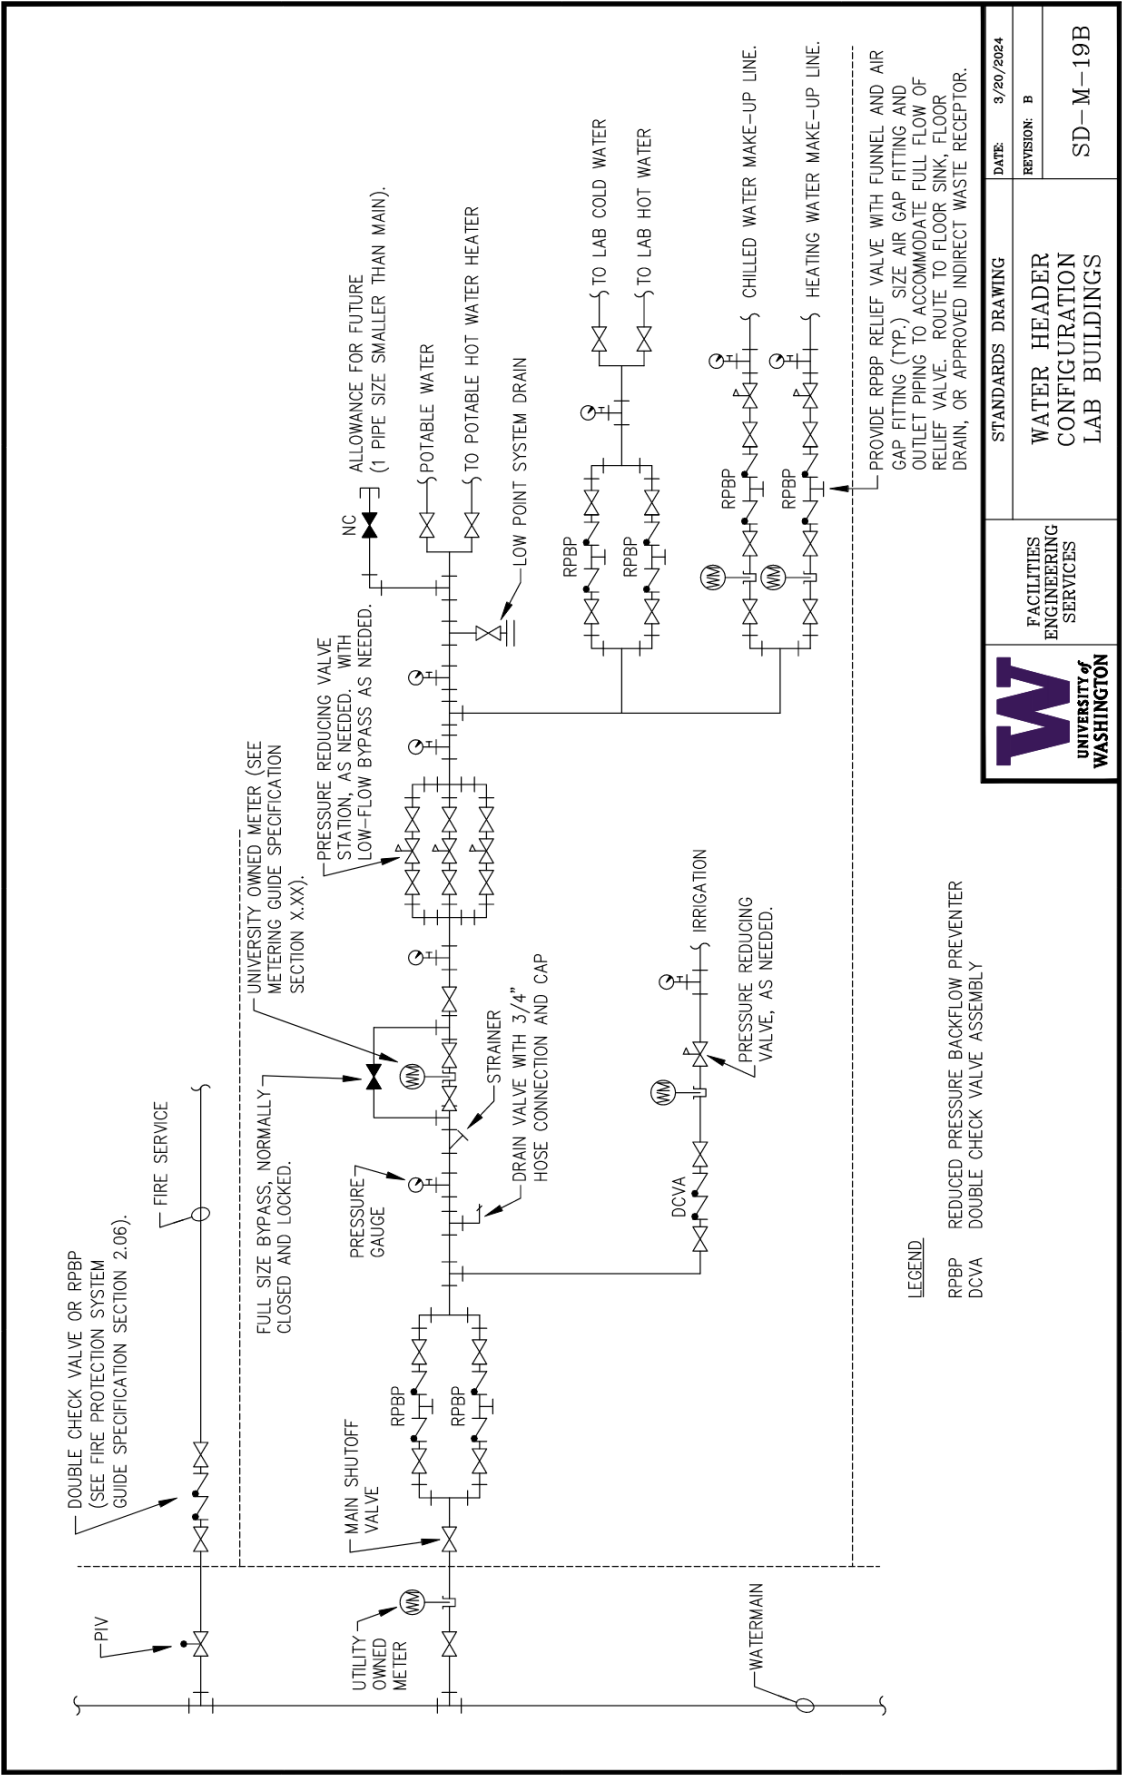 DOUBLE CHECK VALVE OR RPBP
(SEE FIRE PROTECTION SYSTEM
GUIDE SPECIFICATION SECTION 2.06).
PIV
FIRE SERVICE
UNIVERSITY OWNED METER (SEE
METERING GUIDE SPECIFICATION
SECTION X.XX).
FULL SIZE BYPASS, NORMALLY
CLOSED AND LOCKED.
PRESSURE REDUCING VALVE
STATION, AS NEEDED. WITH
LOW-FLOW BYPASS AS NEEDED.
ALLOWANCE FOR FUTURE
(1 PIPE SIZE SMALLER THAN MAIN).
NC
POTABLE WATER
TO POTABLE HOT WATER HEATER
LOW POINT SYSTEM DRAIN
UTILITY
OWNED
METER
WM
MAIN SHUTOFF
VALVE
RPBP
RPBP
PRESSURE
GAUGE
WM
STRAINER
DRAIN VALVE WITH 3/4"
HOSE CONNECTION AND CAP
DCVA
WM
IRRIGATION
PRESSURE REDUCING
VALVE, AS NEEDED.
RPBP
RPBP
TO LAB COLD WATER
TO LAB HOT WATER
WM
WM
RPBP
RPBP
CHILLED WATER MAKE-UP LINE.
HEATING WATER MAKE-UP LINE.
PROVIDE RPBP RELIEF VALVE WITH FUNNEL AND AIR
GAP FITTING (TYP.) SIZE AIR GAP FITTING AND
OUTLET PIPING TO ACCOMMODATE FULL FLOW OF
RELIEF VALVE. ROUTE TO FLOOR SINK, FLOOR
DRAIN, OR APPROVED INDIRECT WASTE RECEPTOR.
WATERMAIN
LEGEND
RPBP REDUCED PRESSURE BACKFLOW PREVENTER
DCVA DOUBLE CHECK VALVE ASSEMBLY
W
UNIVERSITY of
WASHINGTON
FACILITIES
ENGINEERING
SERVICES
STANDARDS DRAWING
WATER HEADER
CONFIGURATION
LAB BUILDINGS
DATE: 3/20/2024
REVISION: B
SD-M-19B